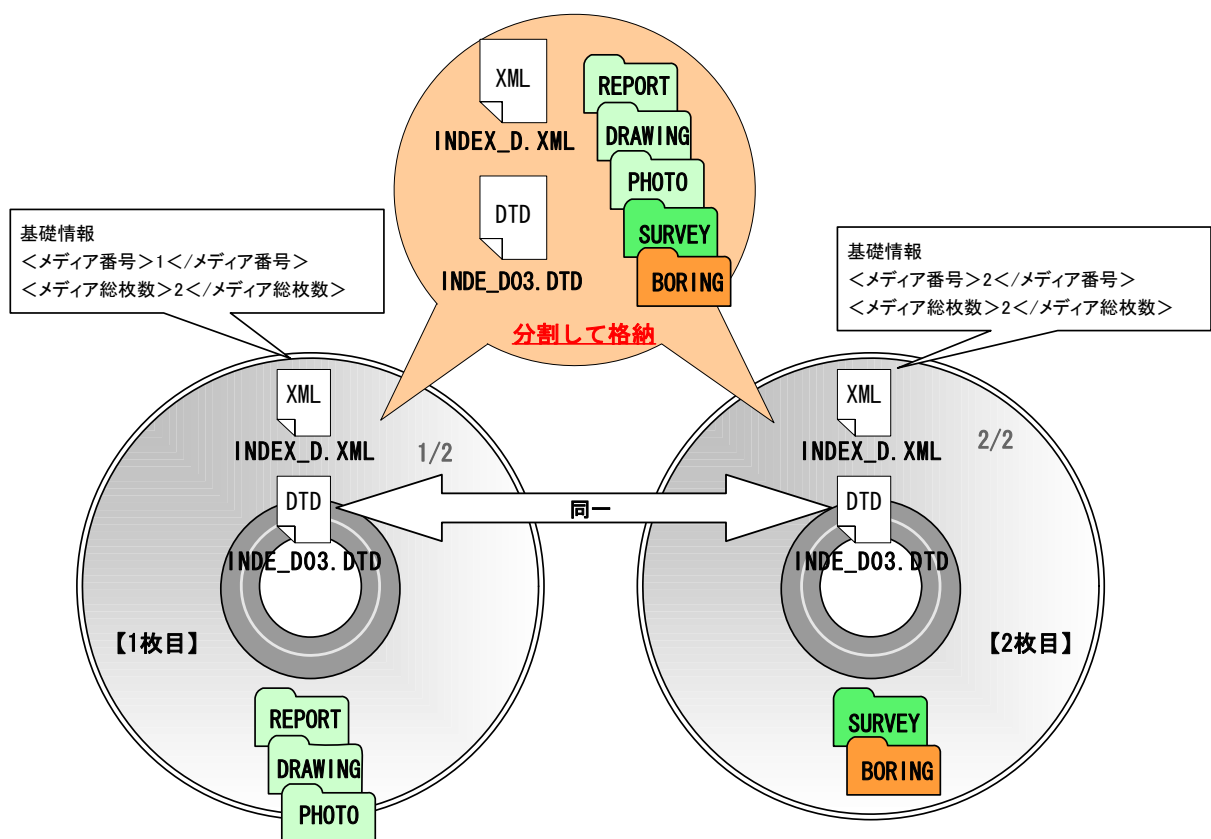 XML
INDEX_D.XML
DTD
INDE_D03.DTD
REPORT
DRAWING
PHOTO
SURVEY
BORING
分割して格納
基礎情報
<メディア番号>1</メディア番号>
<メディア総枚数>2</メディア総枚数>
基礎情報
<メディア番号>2</メディア番号>
<メディア総枚数>2</メディア総枚数>
XML
INDEX_D.XML
1/2
DTD
INDE_D03.DTD
【1枚目】
REPORT
DRAWING
PHOTO
同一
XML
INDEX_D.XML
2/2
DTD
INDE_D03.DTD
【2枚目】
SURVEY
BORING